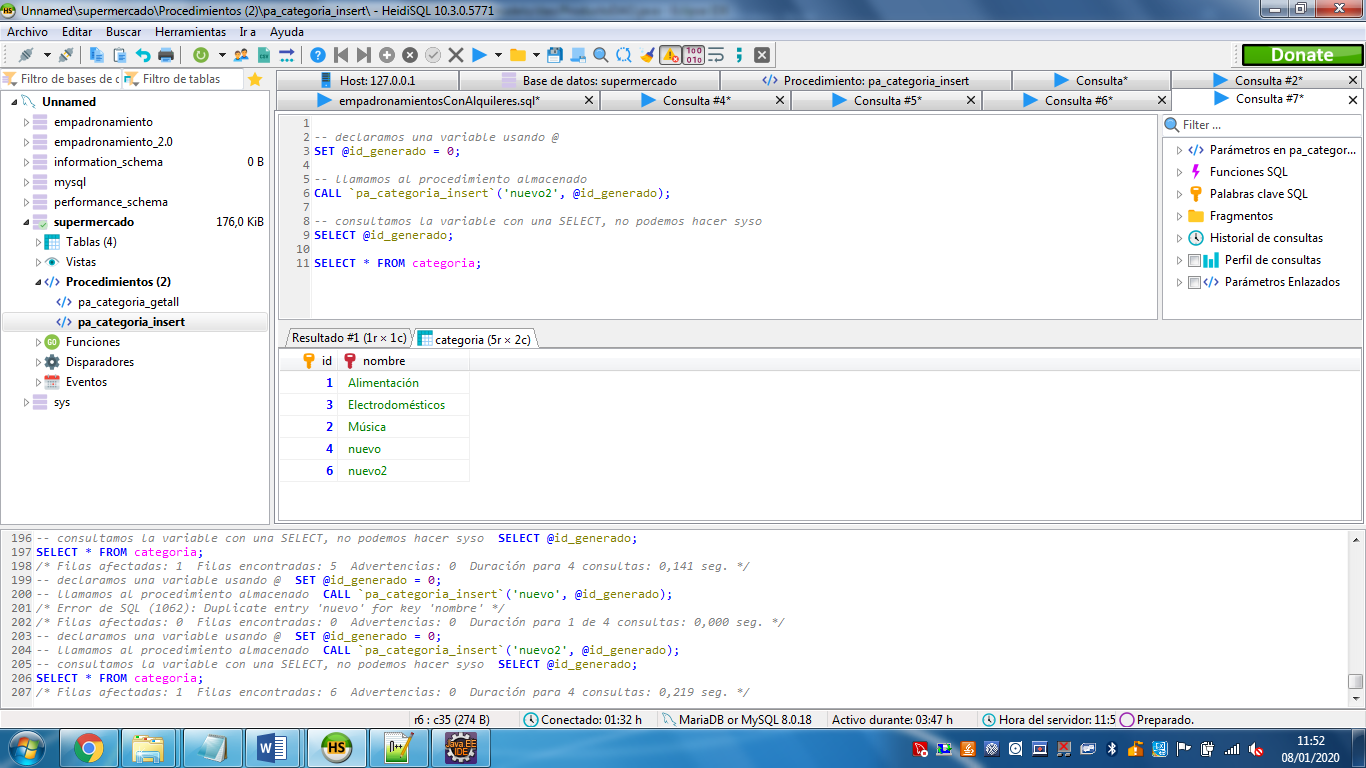 Unnamed\supermercado\Procedimientos (2)\pa_categoria_insert\ - HeidiSQL 10.3.0.5771
Archivo Editar Buscar Herramientas Ir a Ayuda
Donate
Filtro de bases de c
Filtro de tablas
Host: 127.0.0.1
Base de datos: supermercado
Procedimiento: pa_categoria_insert
Consulta*
Consulta #2*
empadronamientosConAlquileres.sql*
Consulta #4*
Consulta #5*
Consulta #6*
Consulta #7*
Unnamed
empadronamiento
empadronamiento_2.0
information_schema 0 B
mysql
performance_schema
supermercado 176,0 KiB
Tablas (4)
Vistas
Procedimientos (2)
pa_categoria_getall
pa_categoria_insert
Funciones
Disparadores
Eventos
sys
1
2 -- declaramos una variable usando @
3 SET @id_generado = 0;
4
5 -- llamamos al procedimiento almacenado
6 CALL `pa_categoria_insert`('nuevo2', @id_generado);
7
8 -- consultamos la variable con una SELECT, no podemos hacer syso
9 SELECT @id_generado;
10
11 SELECT * FROM categoria;
Filter ...
Parámetros en pa_categor...
Funciones SQL
Palabras clave SQL
Fragmentos
Historial de consultas
Perfil de consultas
Parámetros Enlazados
Resultado #1 (1r × 1c)
categoria (5r × 2c)
id nombre
1 Alimentación
3 Electrodomésticos
2 Música
4 nuevo
6 nuevo2
196 -- consultamos la variable con una SELECT, no podemos hacer syso  SELECT @id_generado;
197 SELECT * FROM categoria;
198 /* Filas afectadas: 1  Filas encontradas: 5  Advertencias: 0  Duración para 4 consultas: 0,141 seg. */
199 -- declaramos una variable usando @  SET @id_generado = 0;
200 -- llamamos al procedimiento almacenado  CALL `pa_categoria_insert`('nuevo', @id_generado);
201 /* Error de SQL (1062): Duplicate entry 'nuevo' for key 'nombre' */
202 /* Filas afectadas: 0  Filas encontradas: 0  Advertencias: 0  Duración para 1 de 4 consultas: 0,000 seg. */
203 -- declaramos una variable usando @  SET @id_generado = 0;
204 -- llamamos al procedimiento almacenado  CALL `pa_categoria_insert`('nuevo2', @id_generado);
205 -- consultamos la variable con una SELECT, no podemos hacer syso  SELECT @id_generado;
206 SELECT * FROM categoria;
207 /* Filas afectadas: 1  Filas encontradas: 6  Advertencias: 0  Duración para 4 consultas: 0,219 seg. */
r6 : c35 (274 B)
Conectado: 01:32 h
MariaDB or MySQL 8.0.18
Activo durante: 03:47 h
Hora del servidor: 11:5
Preparado.
HS
Java EE
IDE
11:52
08/01/2020